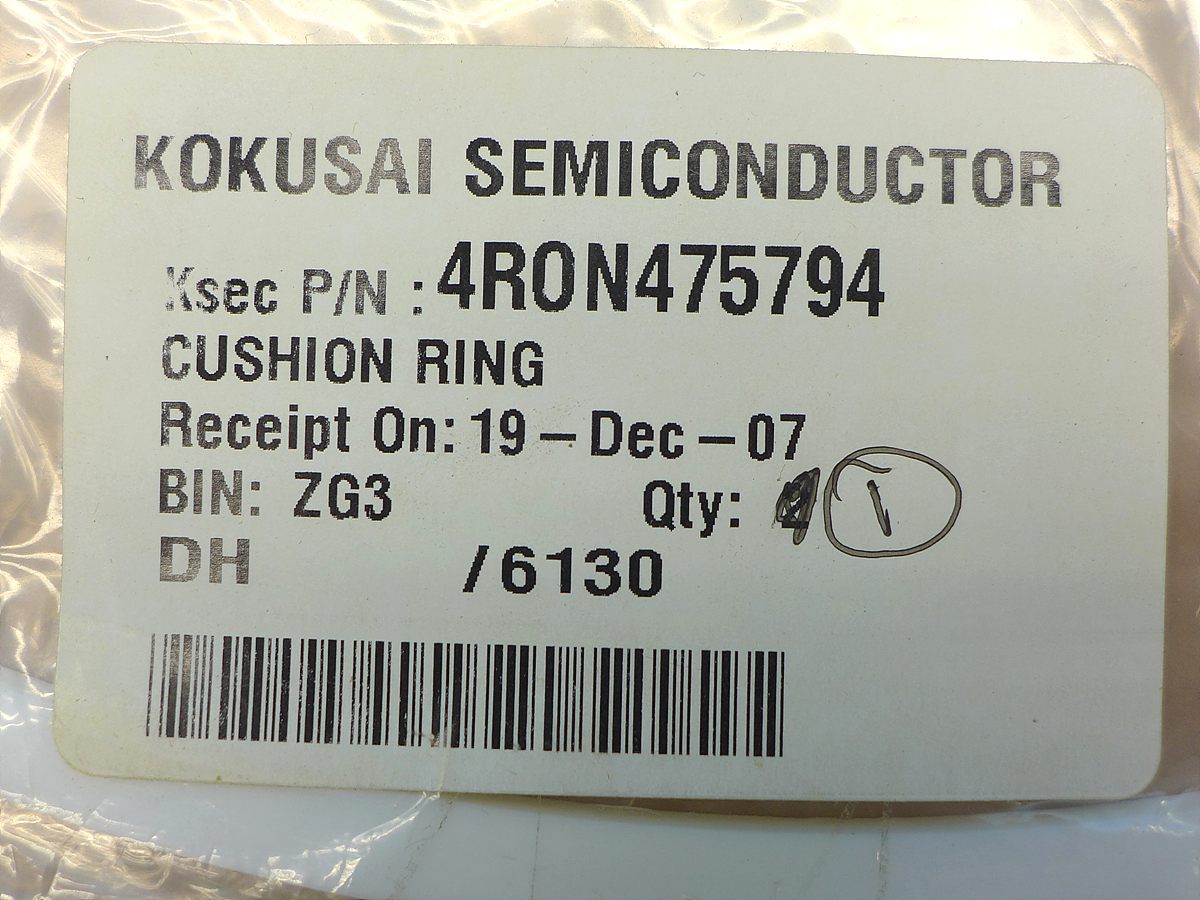 KOKUSAI SEMICONDUCTOR
Ksec P/N : 4R0N475794
CUSHION RING
Receipt On: 19-Dec-07
BIN: ZG3 Qty: 1
DH /6130